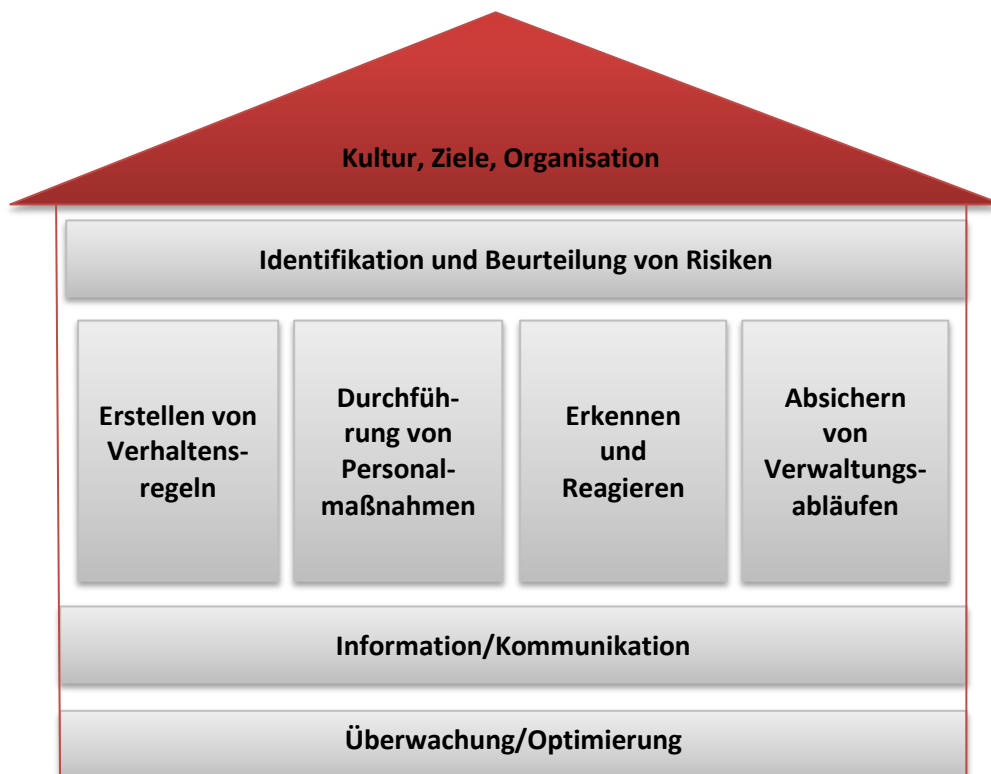 Kultur, Ziele, Organisation
Identifikation und Beurteilung von Risiken
Erstellen von
Verhaltens-
regeln
Durchfüh-
rung von
Personal-
maßnahmen
Erkennen
und
Reagieren
Absichern
von
Verwaltungs-
abläufen
Information/Kommunikation
Überwachung/Optimierung